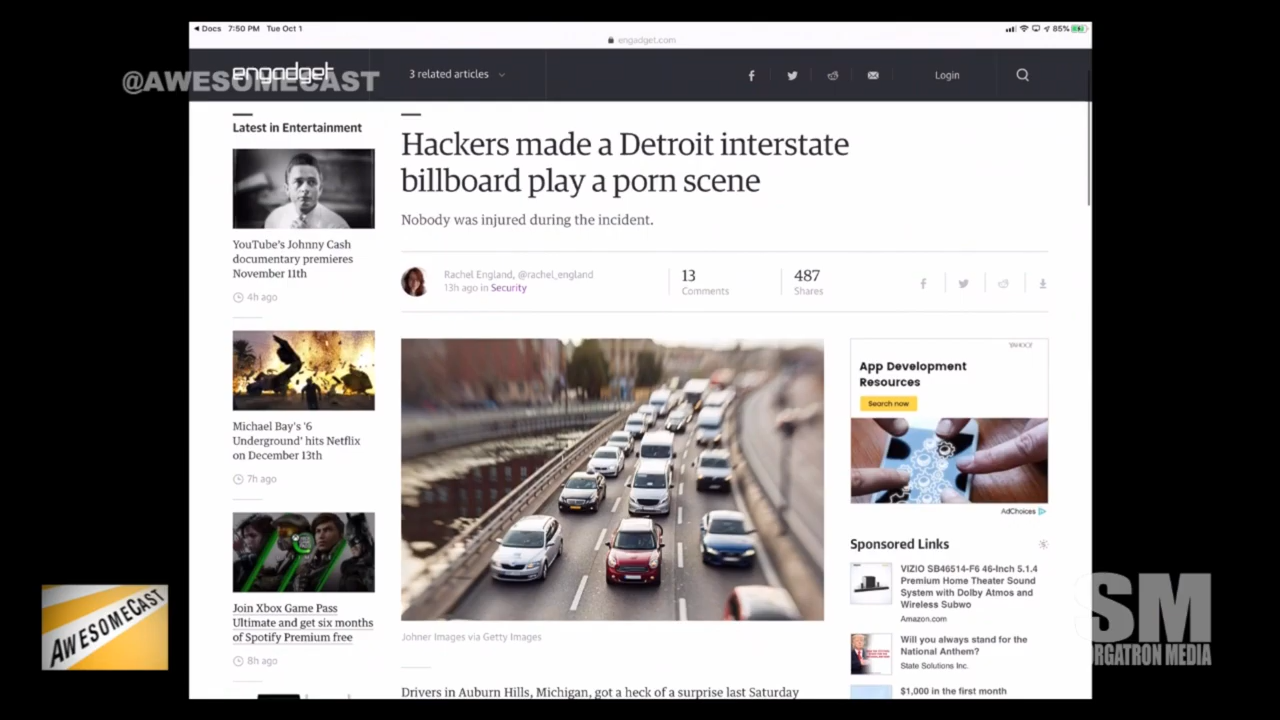 Docs 7:50 PM Tue Oct 1
85%
engadget.com
engadget
@AWESOMECAST
3 related articles
Login
Latest in Entertainment
YouTube's Johnny Cash
documentary premieres
November 11th
4h ago
Michael Bay's '6
Underground' hits Netflix
on December 13th
7h ago
Join Xbox Game Pass
Ultimate and get six months
of Spotify Premium free
8h ago
Hackers made a Detroit interstate
billboard play a porn scene
Nobody was injured during the incident.
Rachel England, @rachel_england
13h ago in Security
13
Comments
487
Shares
Johner Images via Getty Images
Drivers in Auburn Hills, Michigan, got a heck of a surprise last Saturday
YAHOO!
App Development
Resources
Search now
AdChoices
Sponsored Links
VIZIO SB46514-F6 46-Inch 5.1.4
Premium Home Theater Sound
System with Dolby Atmos and
Wireless Subwo
Amazon.com
Will you always stand for the
National Anthem?
State Solutions Inc.
$1,000 in the first month
AWESOMECAST
SM
ORGATRON MEDIA